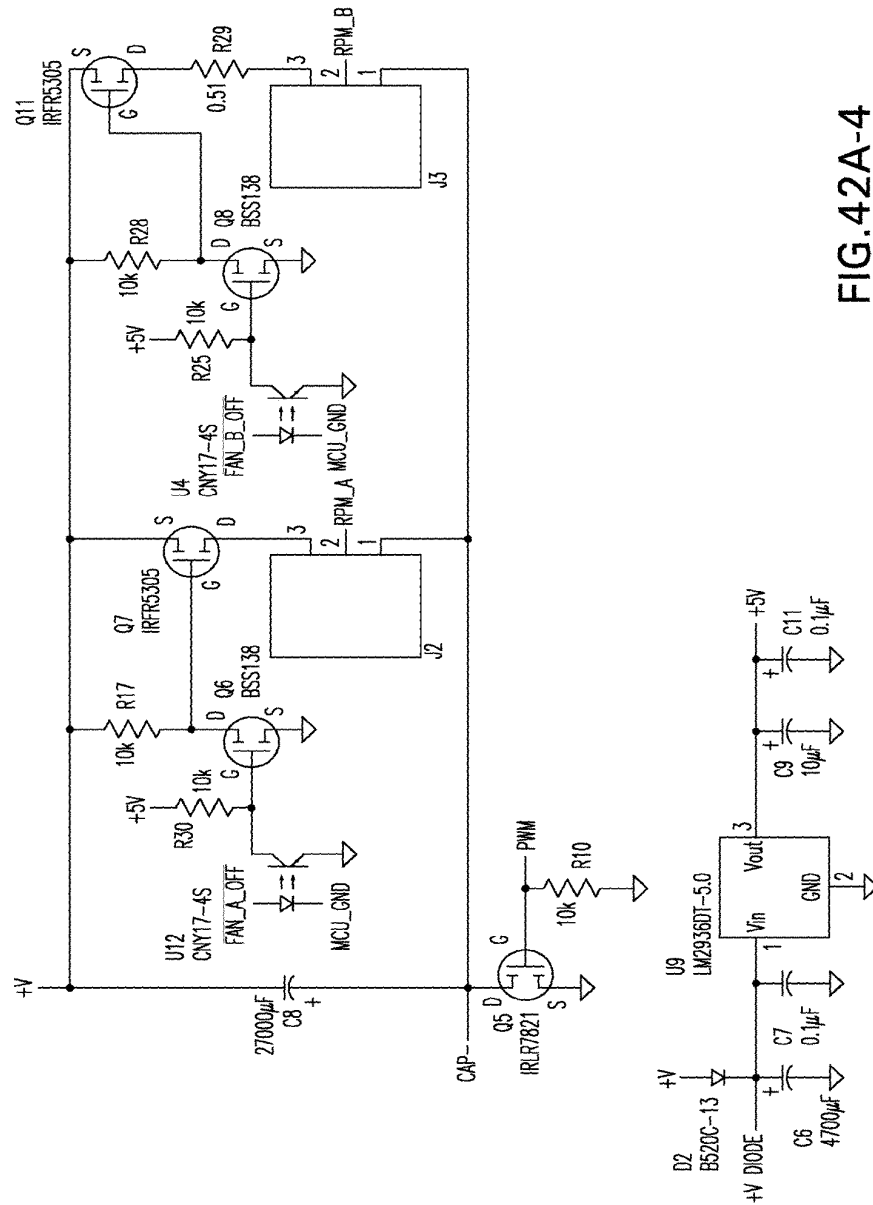 +V
27000µF
C8
+
CAP-
D
G
S
Q5
IRLR7821
PWM
10k
R10
U12
CNY17-4S
FAN_A_OFF
MCU_GND
+5V
R30
10k
R17
10k
D
G
S
Q6
BSS138
Q7
IRFR5305
S
G
D
3
2
1
RPM_A
J2
U4
CNY17-4S
FAN_B_OFF
MCU_GND
+5V
R25
10k
R28
10k
D
G
S
Q8
BSS138
Q11
IRFR5305
S
G
D
R29
0.51
3
2
1
RPM_B
J3
D2
B520C-13
+V
+V DIODE
+
C6
4700µF
C7
0.1µF
U9
LM2936DT-5.0
1
Vin
Vout
3
GND
2
+
C9
10µF
+
C11
0.1µF
+5V
FIG.42A-4